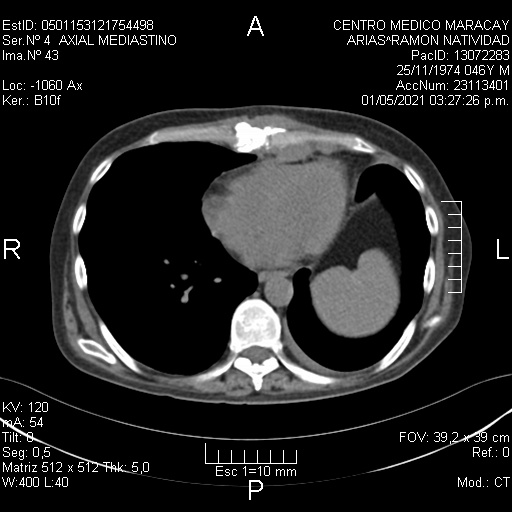 EstID: 0501153121754498
Ser.Nº 4 AXIAL MEDIASTINO
Ima.Nº 43
Loc: -1060 Ax
Ker.: B10f
A
CENTRO MEDICO MARACAY
ARIAS^RAMON NATIVIDAD
PacID: 13072283
25/11/1974 046Y M
AccNum: 23113401
01/05/2021 03:27:26 p.m.
R
L
KV: 120
mA: 54
Tilt: 0
Seg: 0,5
Matriz 512 x 512 Thk: 5,0
W:400 L:40
Esc 1=10 mm
P
FOV: 39,2 x 39 cm
Ref.: 0
Mod.: CT